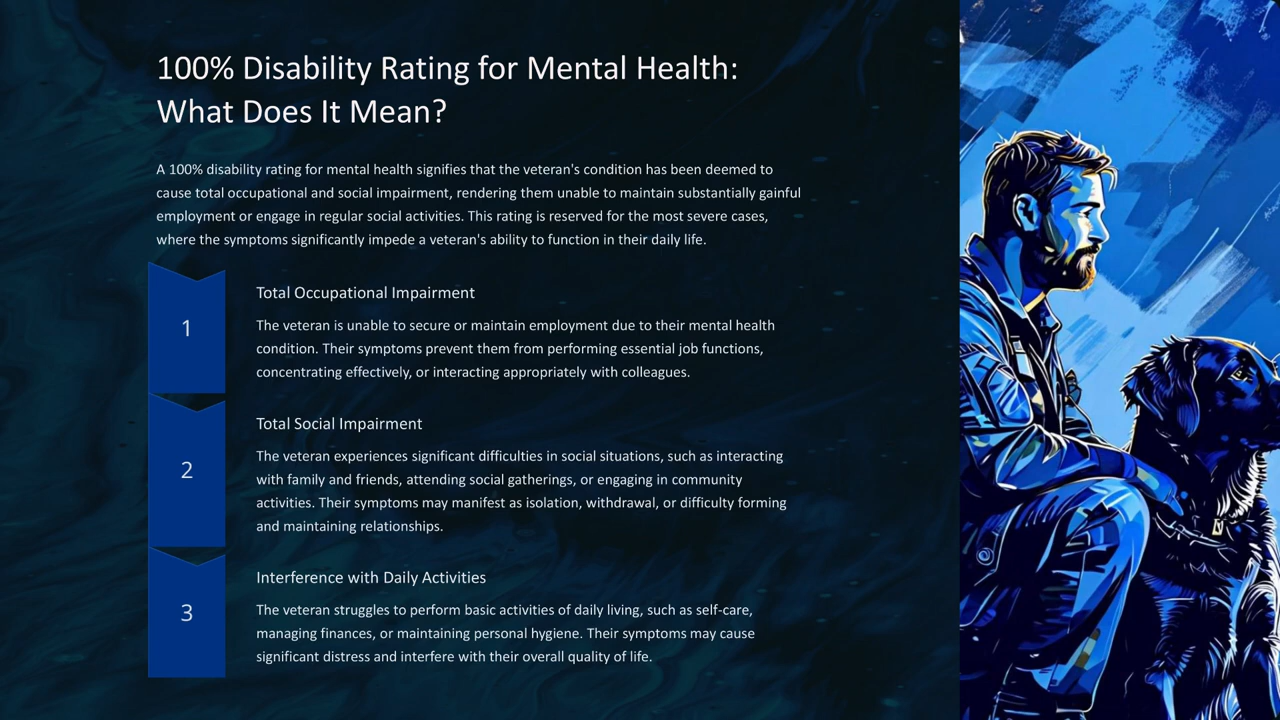 100% Disability Rating for Mental Health:
What Does It Mean?
A 100% disability rating for mental health signifies that the veteran's condition has been deemed to
cause total occupational and social impairment, rendering them unable to maintain substantially gainful
employment or engage in regular social activities. This rating is reserved for the most severe cases,
where the symptoms significantly impede a veteran's ability to function in their daily life.
1
Total Occupational Impairment
The veteran is unable to secure or maintain employment due to their mental health
condition. Their symptoms prevent them from performing essential job functions,
concentrating effectively, or interacting appropriately with colleagues.
2
Total Social Impairment
The veteran experiences significant difficulties in social situations, such as interacting
with family and friends, attending social gatherings, or engaging in community
activities. Their symptoms may manifest as isolation, withdrawal, or difficulty forming
and maintaining relationships.
3
Interference with Daily Activities
The veteran struggles to perform basic activities of daily living, such as self-care,
managing finances, or maintaining personal hygiene. Their symptoms may cause
significant distress and interfere with their overall quality of life.